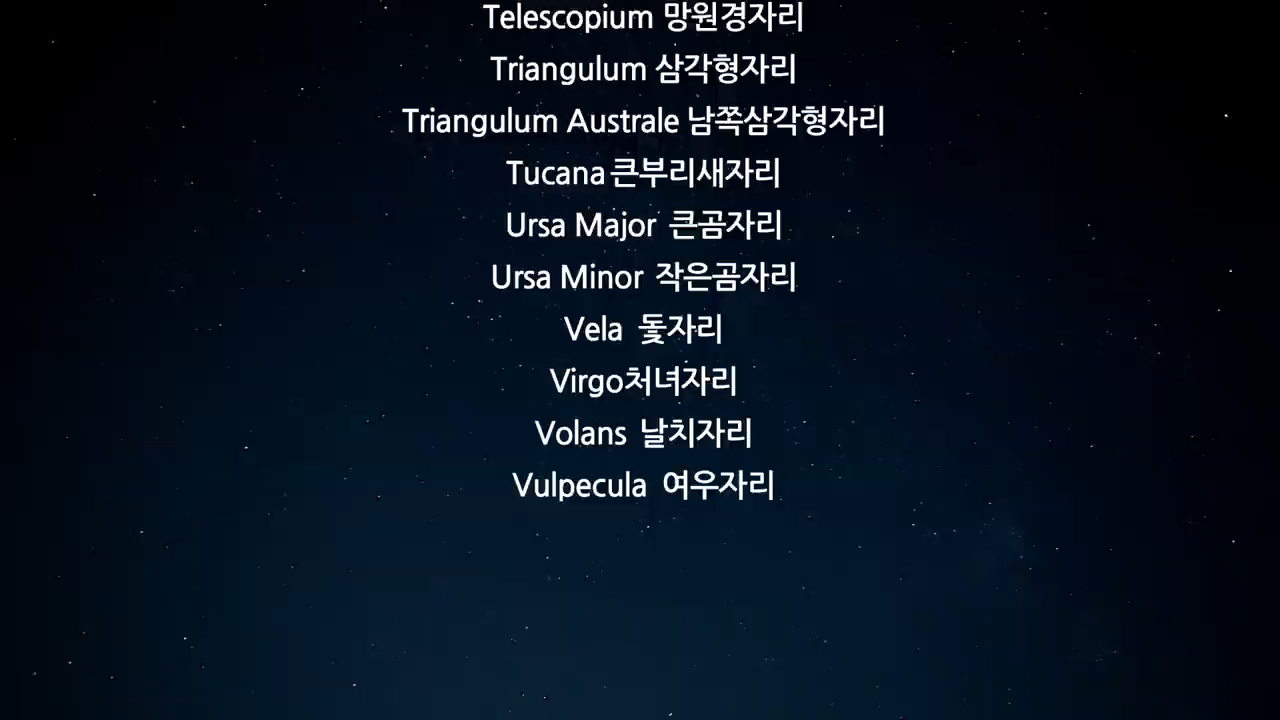 Telescopium 망원경자리
Triangulum 삼각형자리
Triangulum Australe 남쪽삼각형자리
Tucana 큰부리새자리
Ursa Major 큰곰자리
Ursa Minor 작은곰자리
Vela 돛자리
Virgo처녀자리
Volans 날치자리
Vulpecula 여우자리